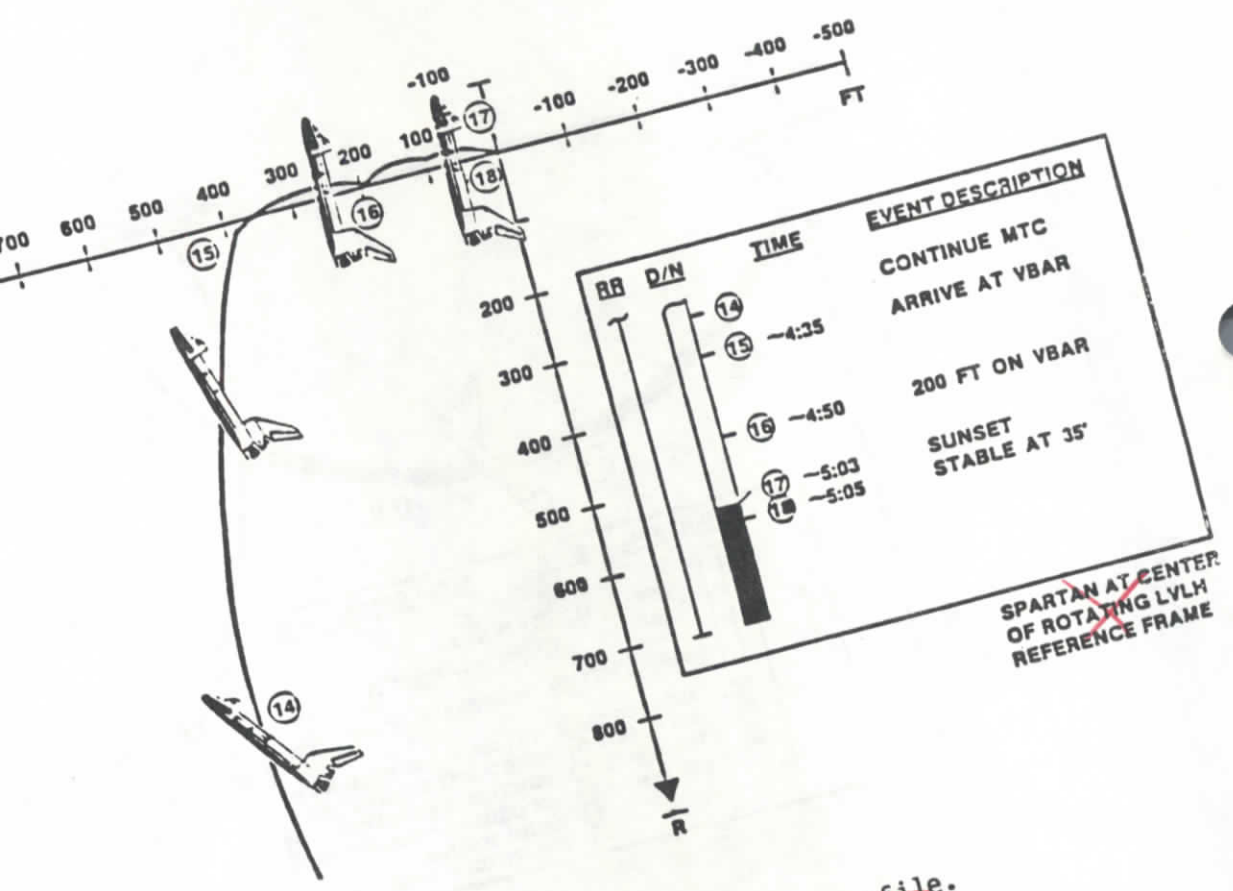 -100 -100 -200 -300 -400 -500
FT
600 500 400 300 200 100
17
18
16
15
14
200
300
400
500
600
700
800
R
EVENT DESCRIPTION
RR D/N TIME
14 CONTINUE MTC
15 ~4:35 ARRIVE AT VBAR
16 ~4:50 200 FT ON VBAR
17 ~5:03 SUNSET
18 ~5:05 STABLE AT 35'
SPARTAN AT CENTER
OF ROTATING LVLH
REFERENCE FRAME